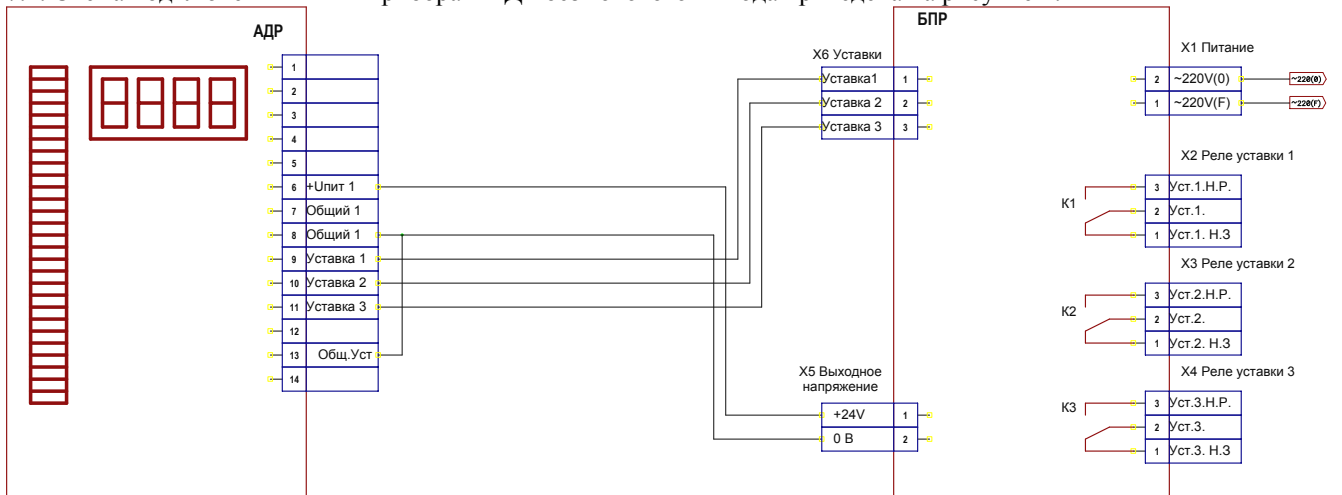 АДР
1
2
3
4
5
6 +Uпит 1
7 Общий 1
8 Общий 1
9 Уставка 1
10 Уставка 2
11 Уставка 3
12
13 Общ.Уст
14
X6 Уставки
Уставка1 1
Уставка 2 2
Уставка 3 3
X5 Выходное
напряжение
+24V 1
0 В 2
БПР
X1 Питание
2 ~220V(0) ~220(0)
1 ~220V(F) ~220(F)
X2 Реле уставки 1
K1
3 Уст.1.Н.Р.
2 Уст.1.
1 Уст.1. Н.З
X3 Реле уставки 2
K2
3 Уст.2.Н.Р.
2 Уст.2.
1 Уст.2. Н.З
X4 Реле уставки 3
K3
3 Уст.3.Н.Р.
2 Уст.3.
1 Уст.3. Н.З